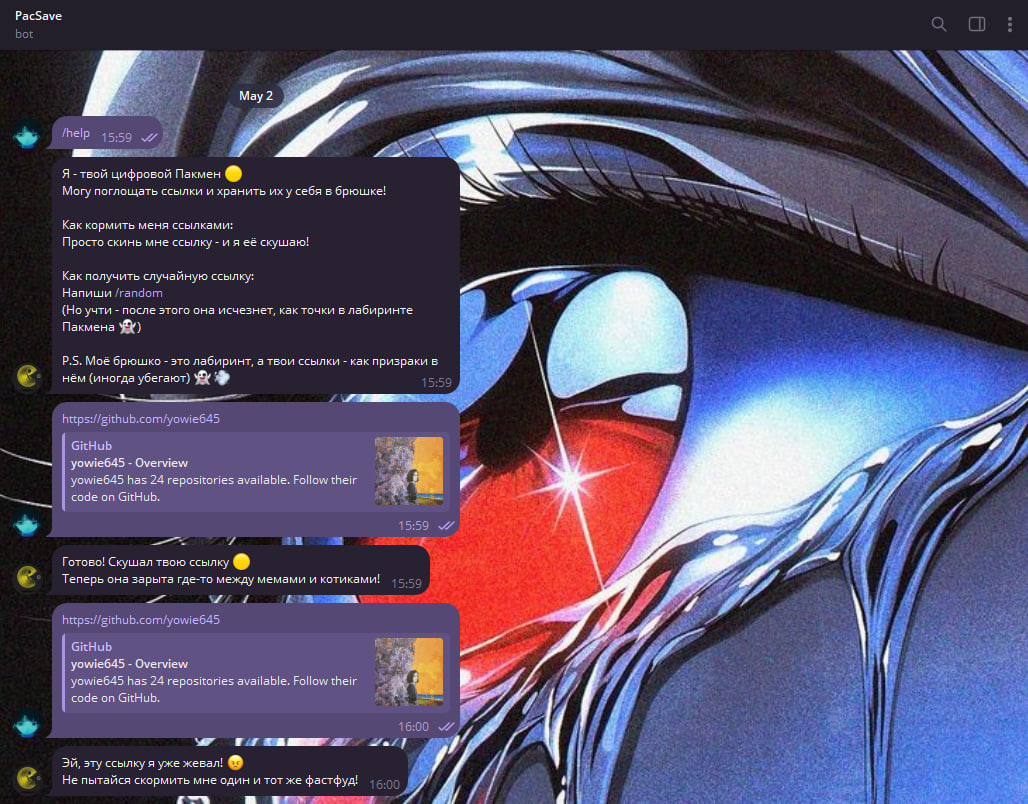 PacSave
bot
May 2
/help 15:59
Я - твой цифровой Пакмен 🟡
Могу поглощать ссылки и хранить их у себя в брюшке!
Как кормить меня ссылками:
Просто скинь мне ссылку - и я её скушаю!
Как получить случайную ссылку:
Напиши /random
(Но учти - после этого она исчезнет, как точки в лабиринте
Пакмена 👻)
P.S. Моё брюшко - это лабиринт, а твои ссылки - как призраки в
нём (иногда убегают) 👻💨
15:59
https://github.com/yowie645
GitHub
yowie645 - Overview
yowie645 has 24 repositories available. Follow their
code on GitHub.
15:59
Готово! Скушал твою ссылку 🟡
Теперь она зарыта где-то между мемами и котиками! 15:59
https://github.com/yowie645
GitHub
yowie645 - Overview
yowie645 has 24 repositories available. Follow their
code on GitHub.
16:00
Эй, эту ссылку я уже жевал! 😠
Не пытайся скормить мне один и тот же фастфуд! 16:00